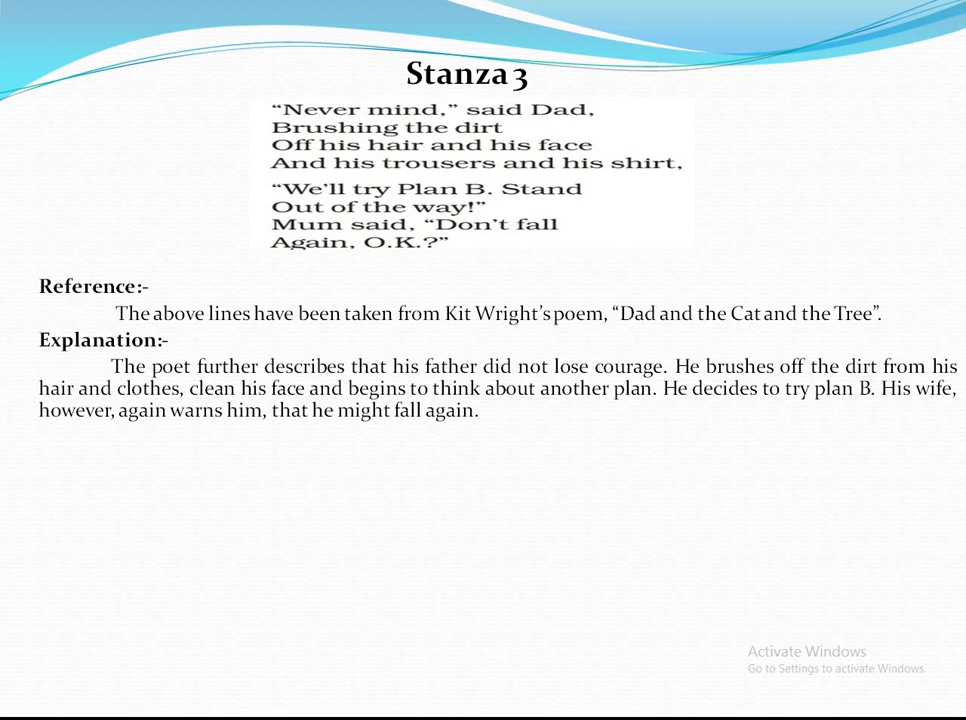 Stanza 3
“Never mind,” said Dad,
Brushing the dirt
Off his hair and his face
And his trousers and his shirt,
“We’ll try Plan B. Stand
Out of the way!”
Mum said, “Don’t fall
Again, O.K.?”
Reference:-
The above lines have been taken from Kit Wright’s poem, “Dad and the Cat and the Tree”.
Explanation:-
The poet further describes that his father did not lose courage. He brushes off the dirt from his
hair and clothes, clean his face and begins to think about another plan. He decides to try plan B. His wife,
however, again warns him, that he might fall again.
Activate Windows
Go to Settings to activate Windows.